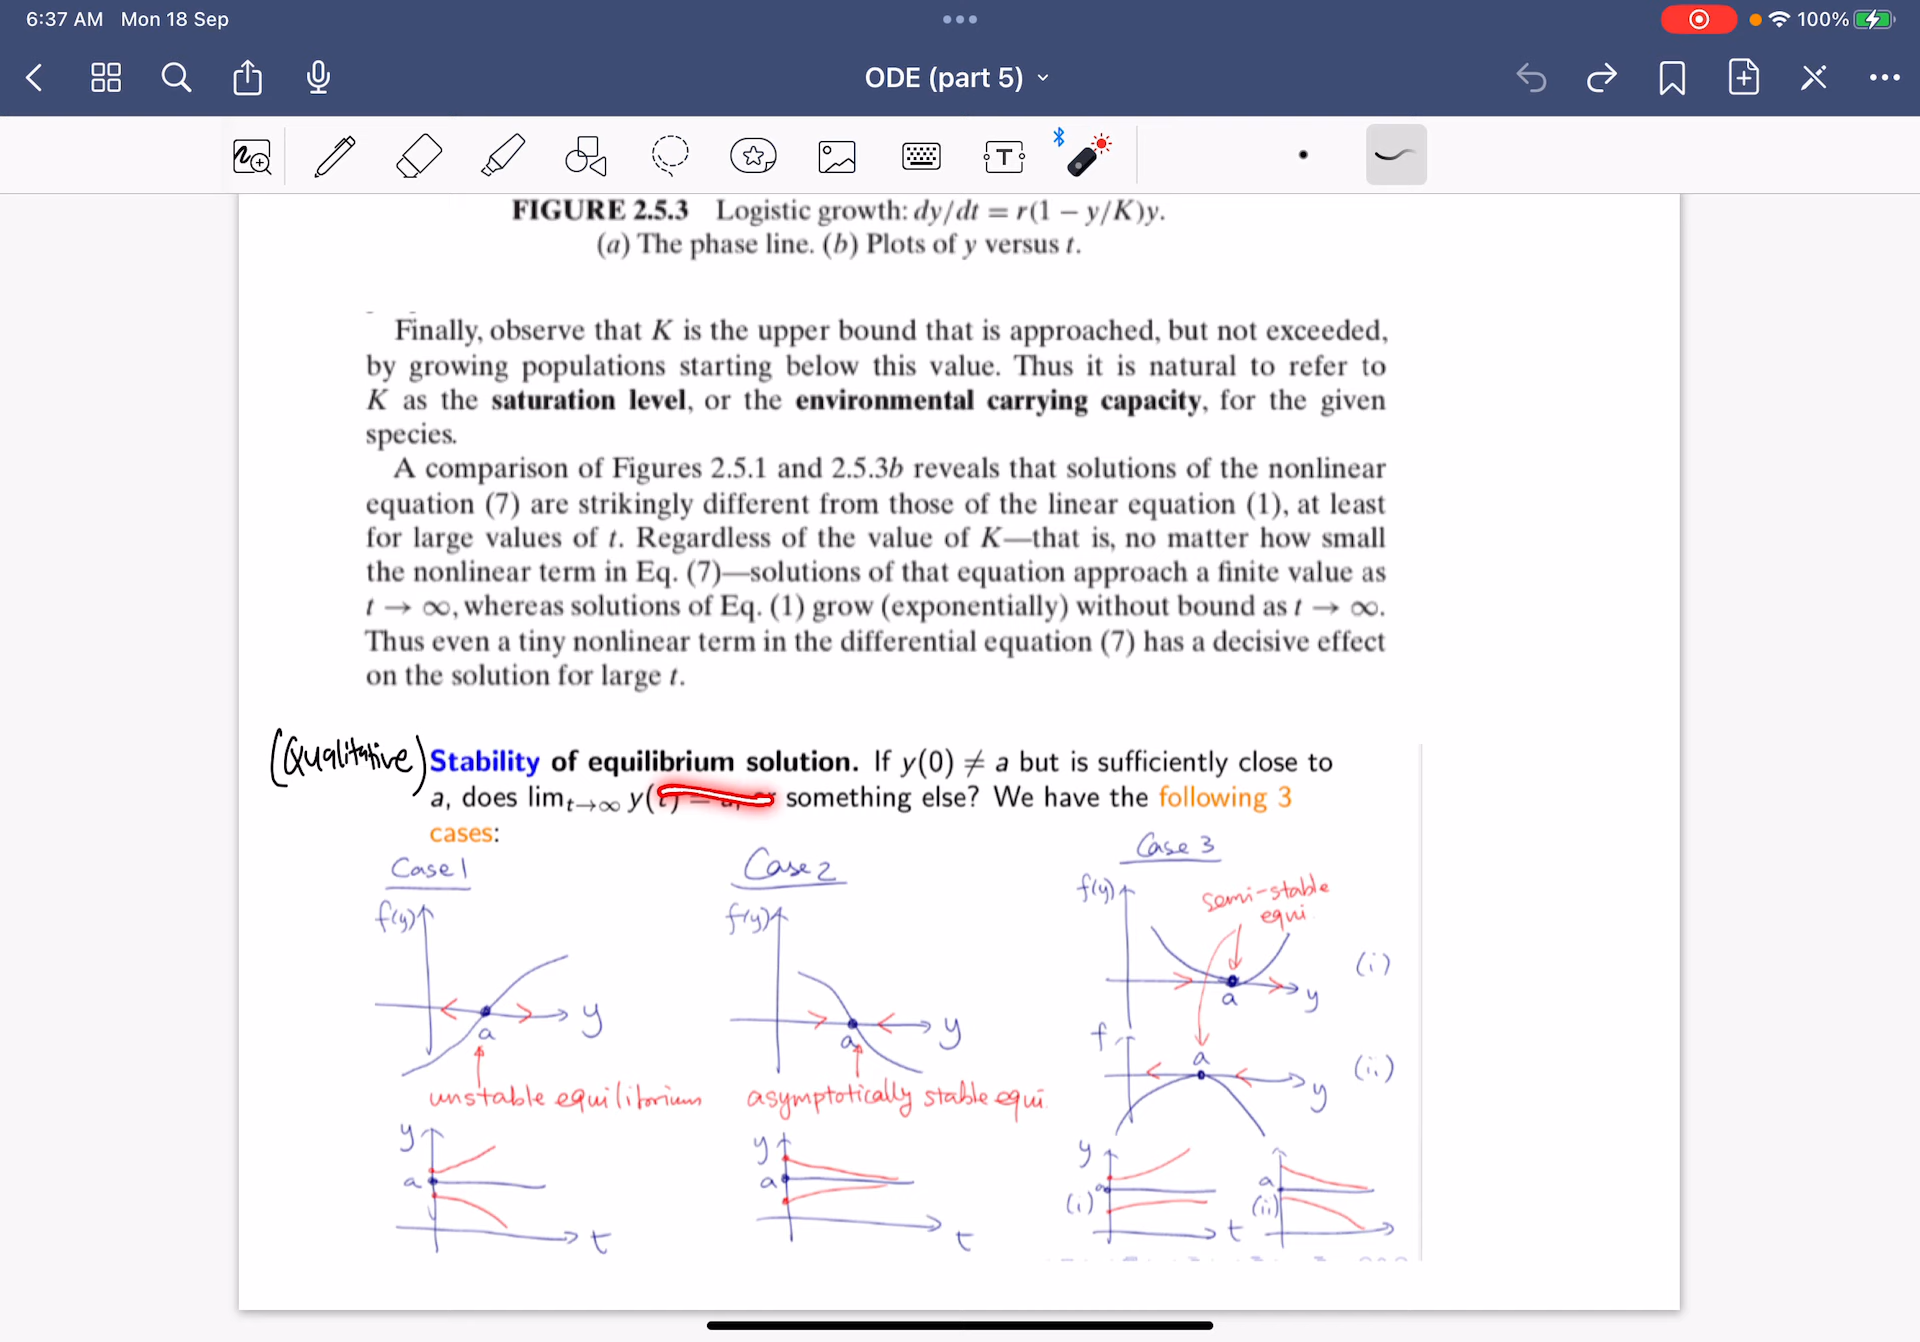 6:37 AM Mon 18 Sep
100%
ODE (part 5)
FIGURE 2.5.3 Logistic growth: dy/dt = r(1 – y/K)y.
(a) The phase line. (b) Plots of y versus t.
Finally, observe that K is the upper bound that is approached, but not exceeded,
by growing populations starting below this value. Thus it is natural to refer to
K as the saturation level, or the environmental carrying capacity, for the given
species.
A comparison of Figures 2.5.1 and 2.5.3b reveals that solutions of the nonlinear
equation (7) are strikingly different from those of the linear equation (1), at least
for large values of t. Regardless of the value of K—that is, no matter how small
the nonlinear term in Eq. (7)—solutions of that equation approach a finite value as
t → ∞, whereas solutions of Eq. (1) grow (exponentially) without bound as t → ∞.
Thus even a tiny nonlinear term in the differential equation (7) has a decisive effect
on the solution for large t.
(Qualitative) Stability of equilibrium solution. If y(0) ≠ a but is sufficiently close to
a, does lim t→∞ y(t) = a, or something else? We have the following 3
cases:
Case 1
f(y)
y
a
unstable equilibrium
y
a
t
Case 2
f(y)
y
a
asymptotically stable equi.
y
a
t
Case 3
f(y)
semi-stable
equi.
(i)
a
y
f
a
(ii)
y
y
a
(i)
t
a
(ii)